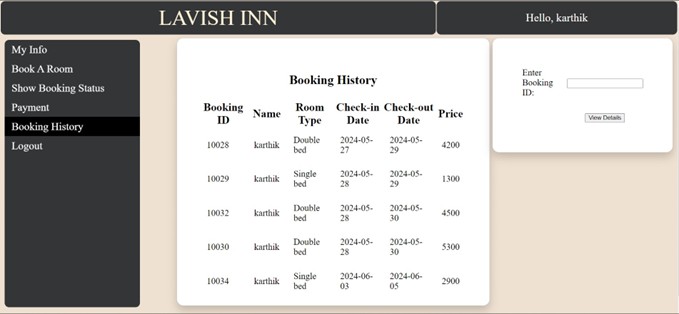 LAVISH INN
Hello, karthik
My Info
Book A Room
Show Booking Status
Payment
Booking History
Logout
Booking History
Booking ID Name Room Type Check-in Date Check-out Date Price
10028 karthik Double bed 2024-05-27 2024-05-29 4200
10029 karthik Single bed 2024-05-28 2024-05-29 1300
10032 karthik Double bed 2024-05-28 2024-05-30 4500
10030 karthik Double bed 2024-05-28 2024-05-30 5300
10034 karthik Single bed 2024-06-03 2024-06-05 2900
Enter
Booking
ID:
View Details